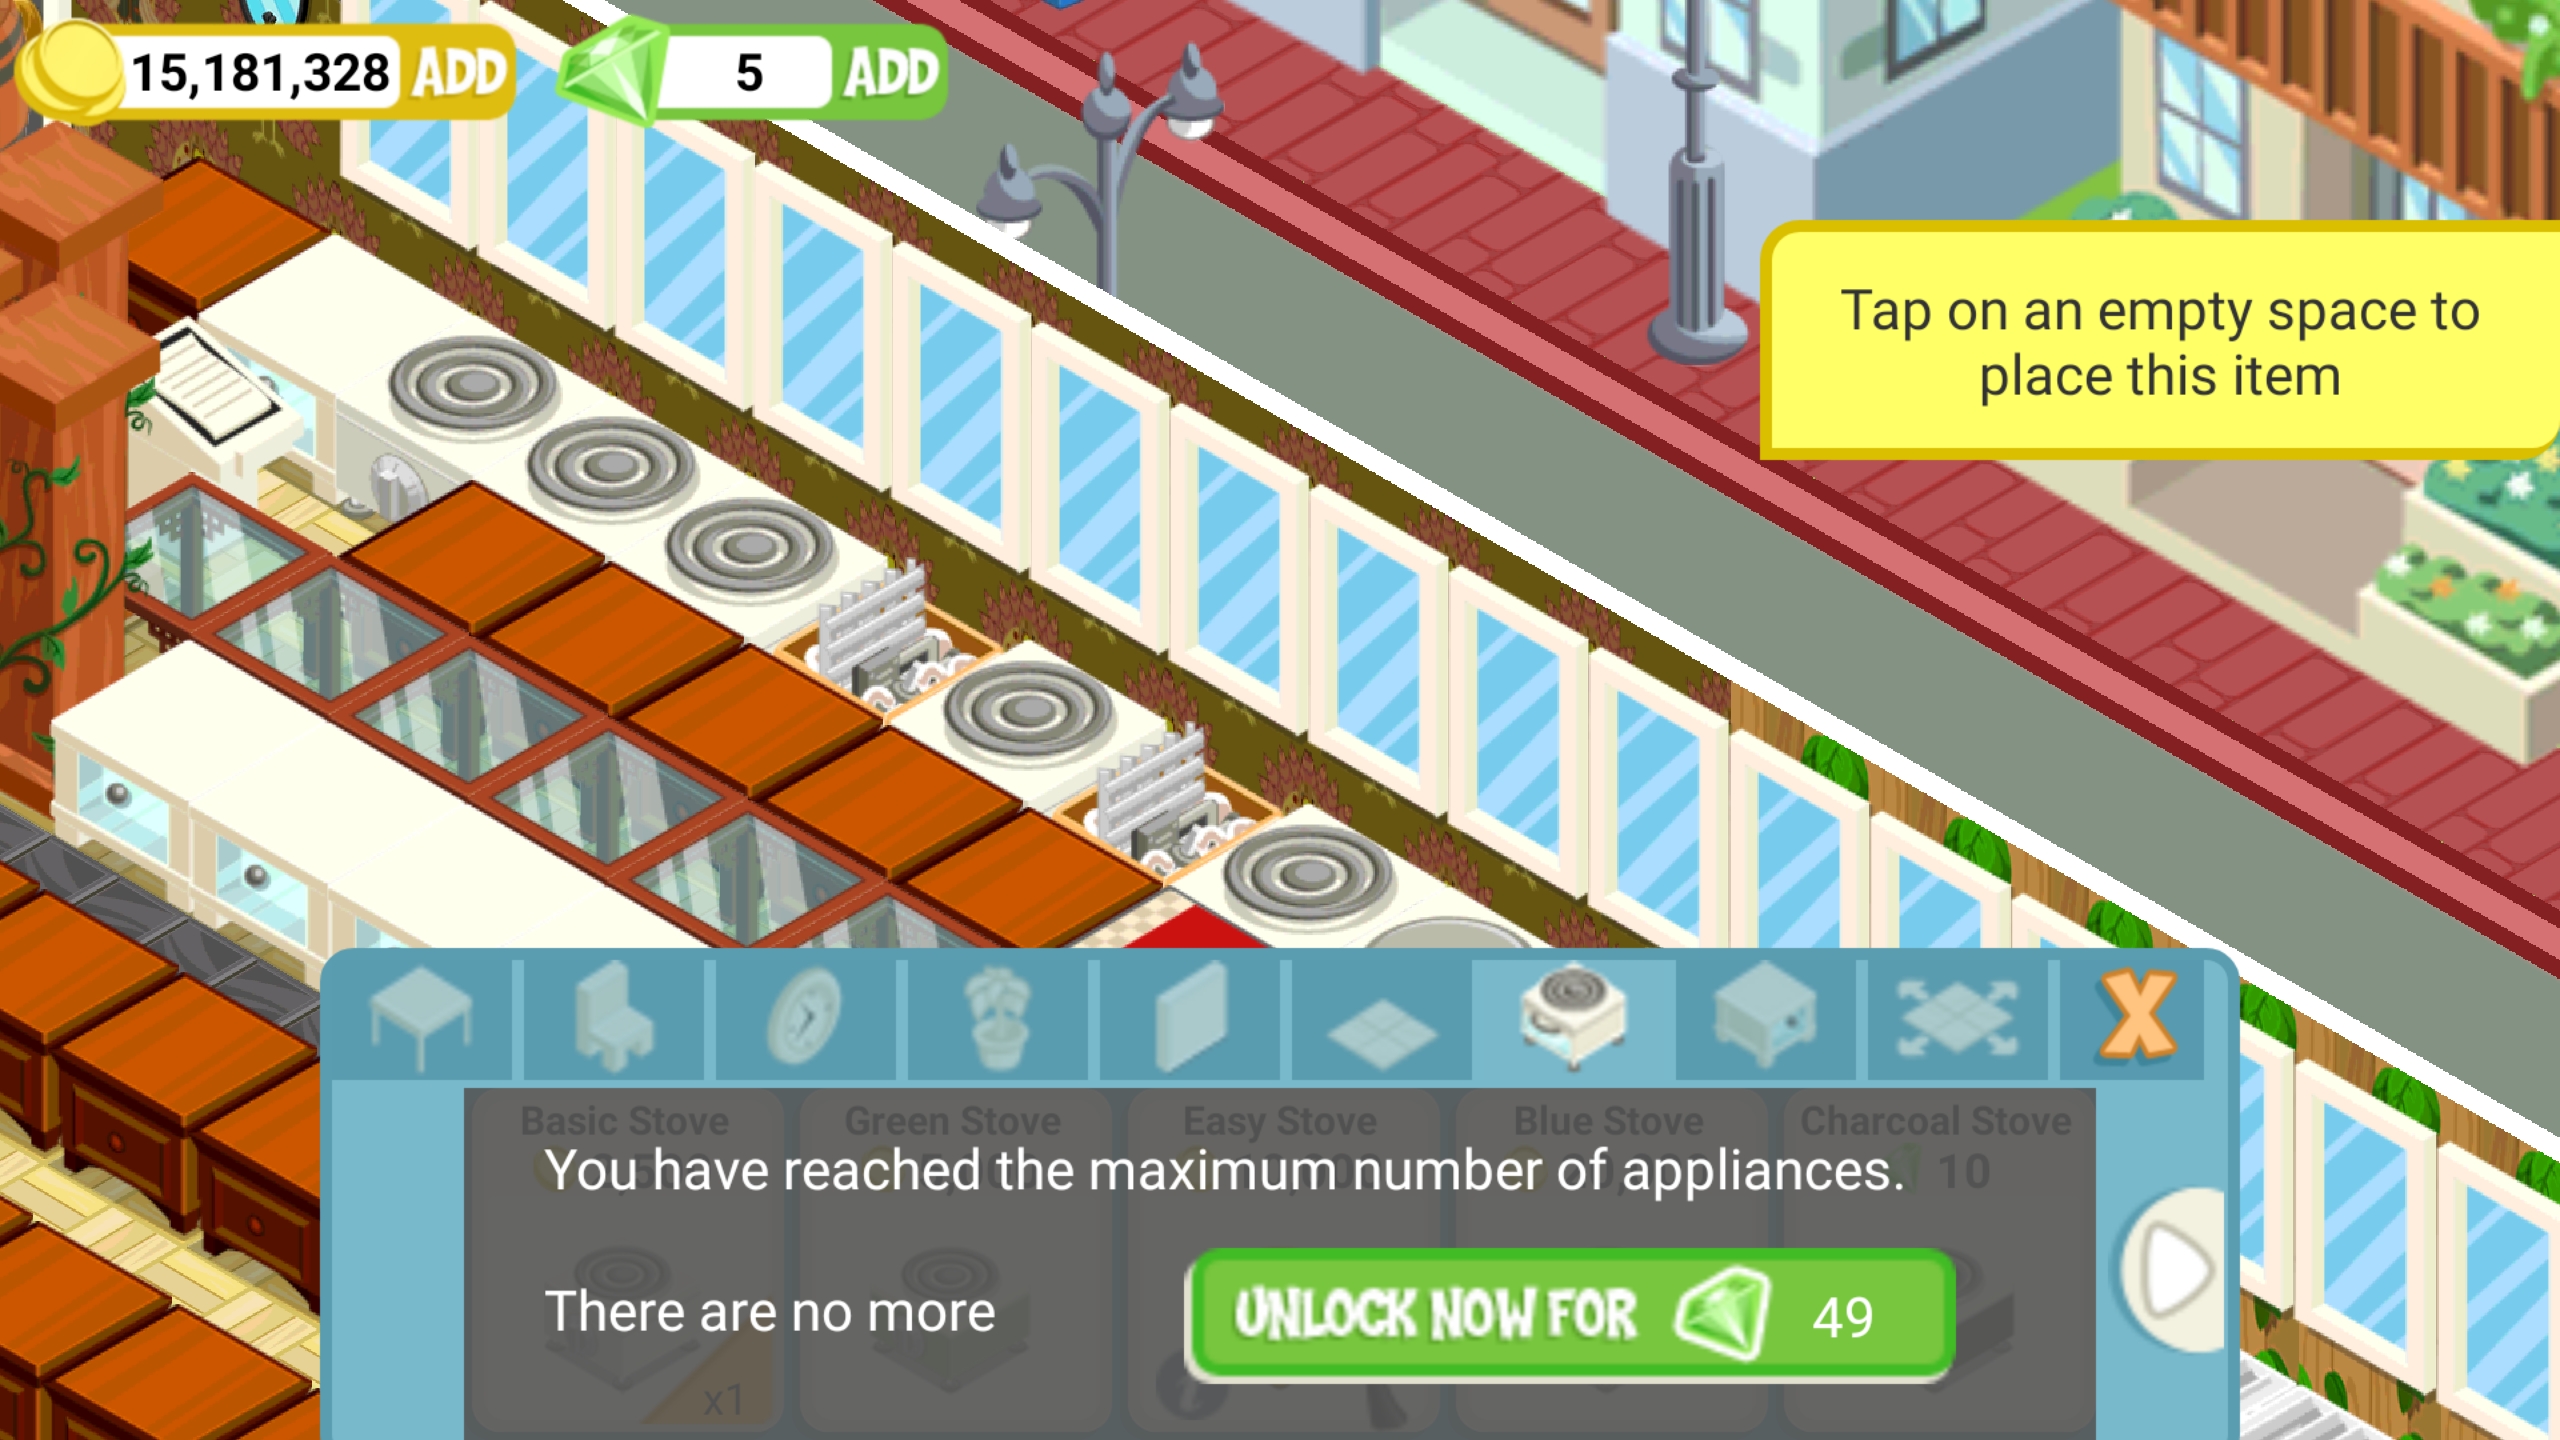 15,181,328 ADD 5 ADD
Tap on an empty space to
place this item
Basic Stove Green Stove Easy Stove Blue Stove Charcoal Stove
10
You have reached the maximum number of appliances.
There are no more
UNLOCK NOW FOR 49
x1